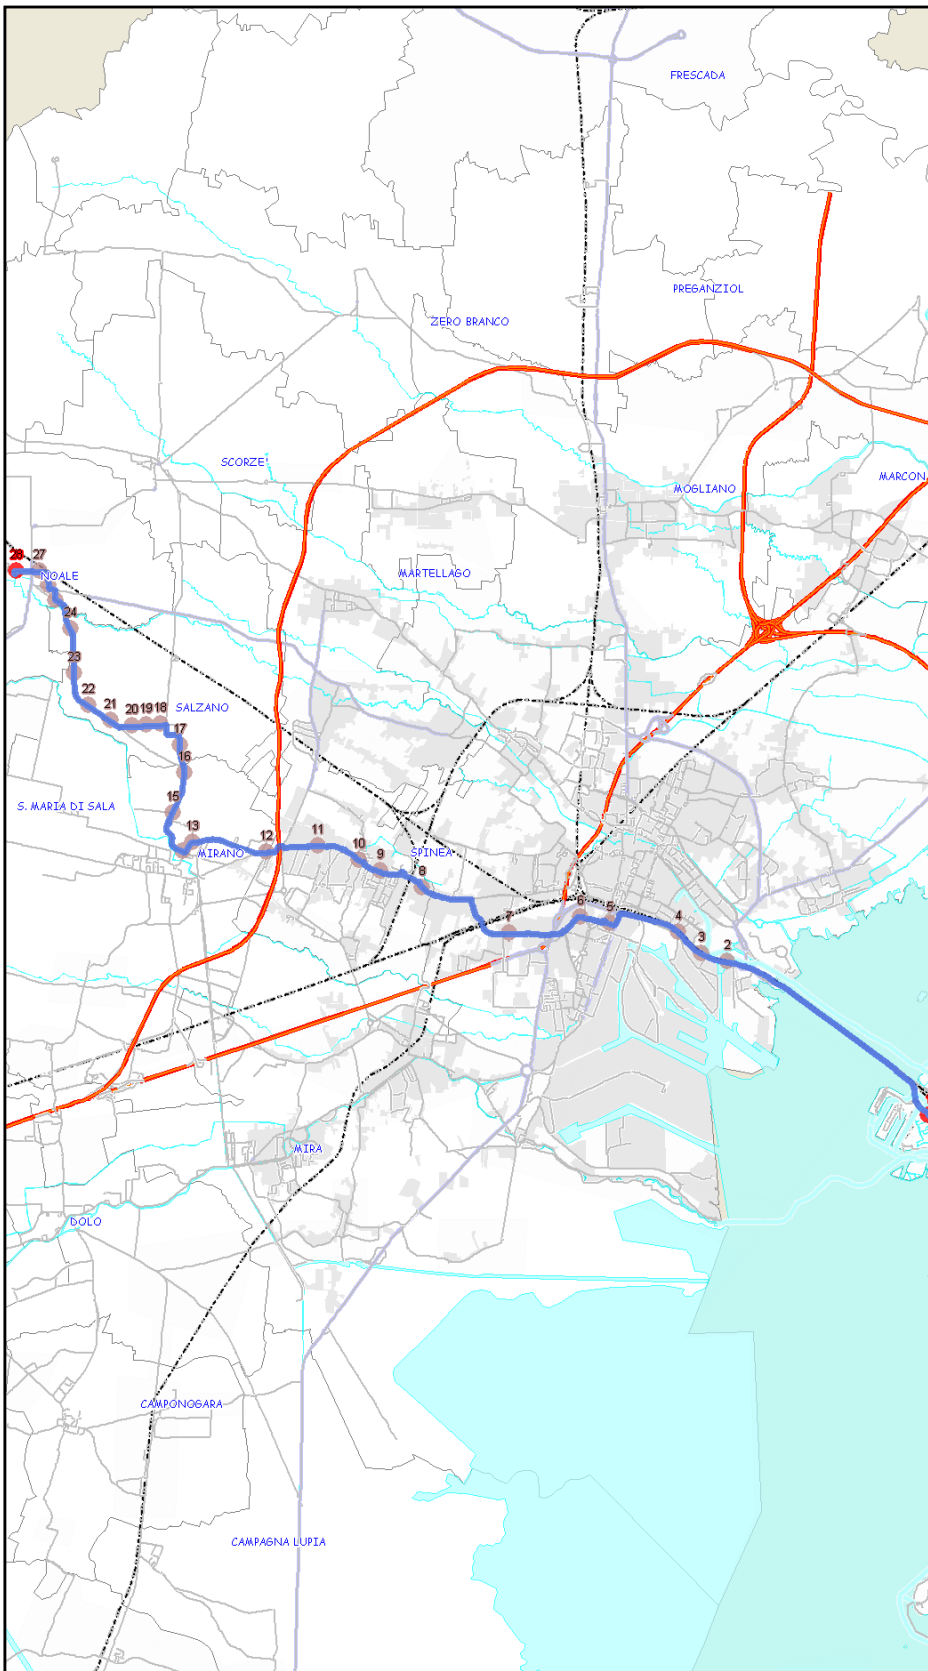 FRESCADA
PREGANZIOL
ZERO BRANCO
SCORZE'
MOGLIANO
MARCON
28
27
NOALE
MARTELLAGO
24
23
22
21
20
19
18
SALZANO
17
16
S. MARIA DI SALA
15
13
MIRANO
12
11
10
SPINEA
9
8
7
6
5
4
3
2
MIRA
DOLO
CAMPONOGARA
CAMPAGNA LUPIA